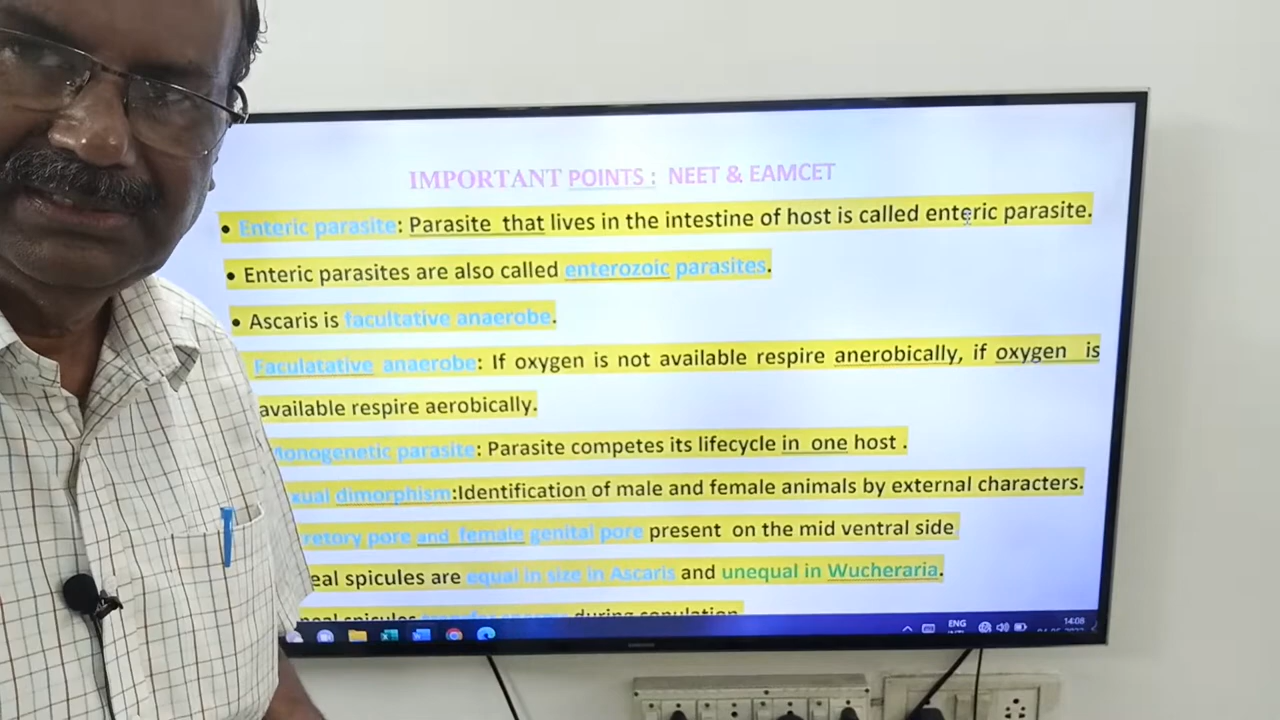 IMPORTANT POINTS : NEET & EAMCET
• Enteric parasite: Parasite that lives in the intestine of host is called enteric parasite.
• Enteric parasites are also called enterozoic parasites.
• Ascaris is facultative anaerobe.
Faculatative anaerobe: If oxygen is not available respire anerobically, if oxygen is
available respire aerobically.
onogenetic parasite: Parasite competes its lifecycle in one host .
xual dimorphism:Identification of male and female animals by external characters.
retory pore and female genital pore present on the mid ventral side
eal spicules are equal in size in Ascaris and unequal in Wucheraria.
during copulation
ENG
14:08